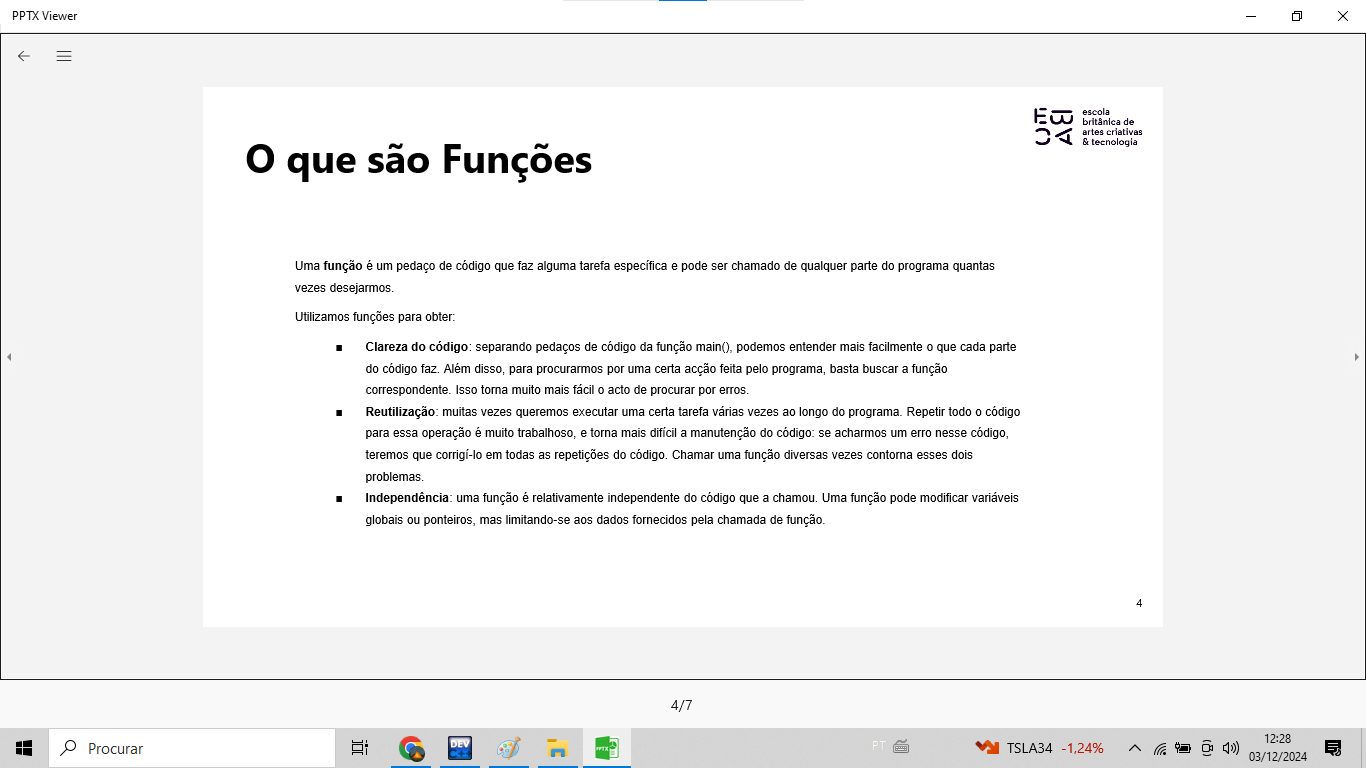 PPTX Viewer
escola
britânica de
artes criativas
& tecnologia
O que são Funções
Uma função é um pedaço de código que faz alguma tarefa específica e pode ser chamado de qualquer parte do programa quantas
vezes desejarmos.
Utilizamos funções para obter:
■ Clareza do código: separando pedaços de código da função main(), podemos entender mais facilmente o que cada parte
do código faz. Além disso, para procurarmos por uma certa acção feita pelo programa, basta buscar a função
correspondente. Isso torna muito mais fácil o acto de procurar por erros.
■ Reutilização: muitas vezes queremos executar uma certa tarefa várias vezes ao longo do programa. Repetir todo o código
para essa operação é muito trabalhoso, e torna mais difícil a manutenção do código: se acharmos um erro nesse código,
teremos que corrigí-lo em todas as repetições do código. Chamar uma função diversas vezes contorna esses dois
problemas.
■ Independência: uma função é relativamente independente do código que a chamou. Uma função pode modificar variáveis
globais ou ponteiros, mas limitando-se aos dados fornecidos pela chamada de função.
4
4/7
Procurar
DEV
PPTX
PT
TSLA34 -1,24%
12:28
03/12/2024